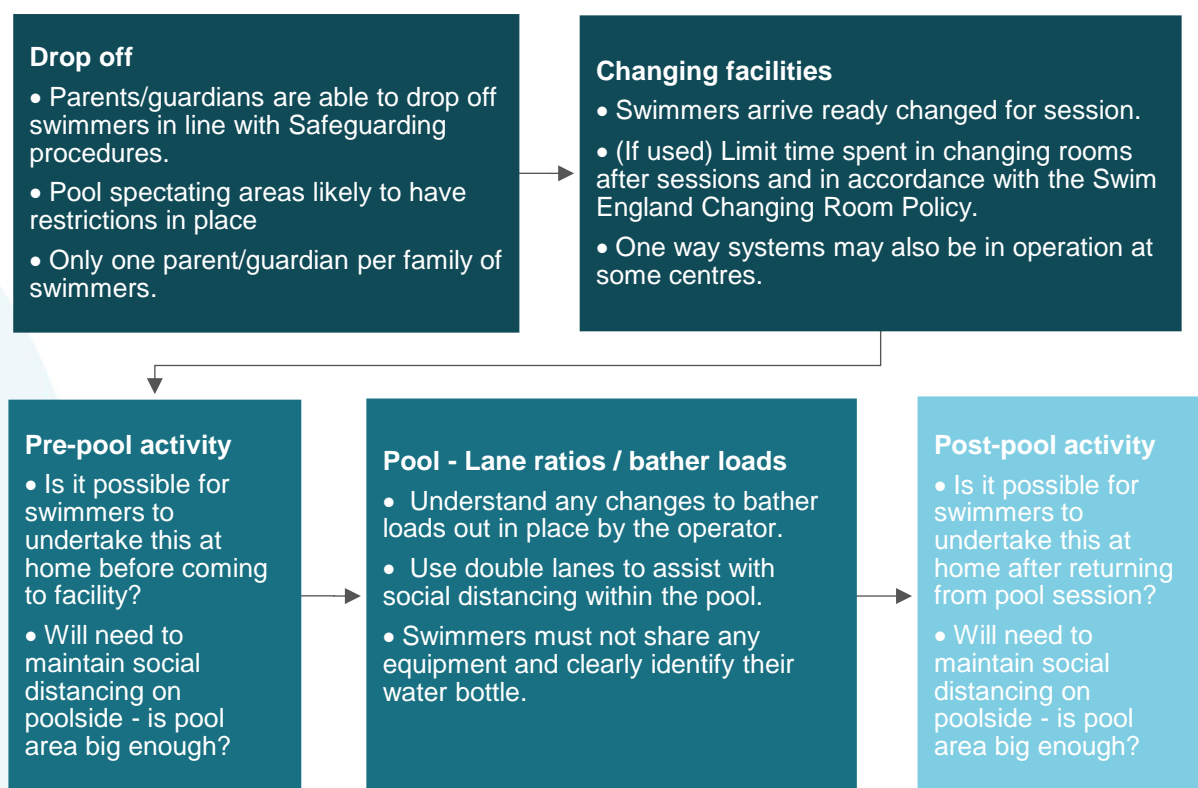 Drop off
• Parents/guardians are able to drop off
swimmers in line with Safeguarding
procedures.
• Pool spectating areas likely to have
restrictions in place
• Only one parent/guardian per family of
swimmers.
Changing facilities
• Swimmers arrive ready changed for session.
• (If used) Limit time spent in changing rooms
after sessions and in accordance with the Swim
England Changing Room Policy.
• One way systems may also be in operation at
some centres.
Pre-pool activity
• Is it possible for
swimmers to
undertake this at
home before coming
to facility?
• Will need to
maintain social
distancing on
poolside - is pool
area big enough?
Pool - Lane ratios / bather loads
• Understand any changes to bather
loads out in place by the operator.
• Use double lanes to assist with
social distancing within the pool.
• Swimmers must not share any
equipment and clearly identify their
water bottle.
Post-pool activity
• Is it possible for
swimmers to
undertake this at
home after returning
from pool session?
• Will need to
maintain social
distancing on
poolside - is pool
area big enough?